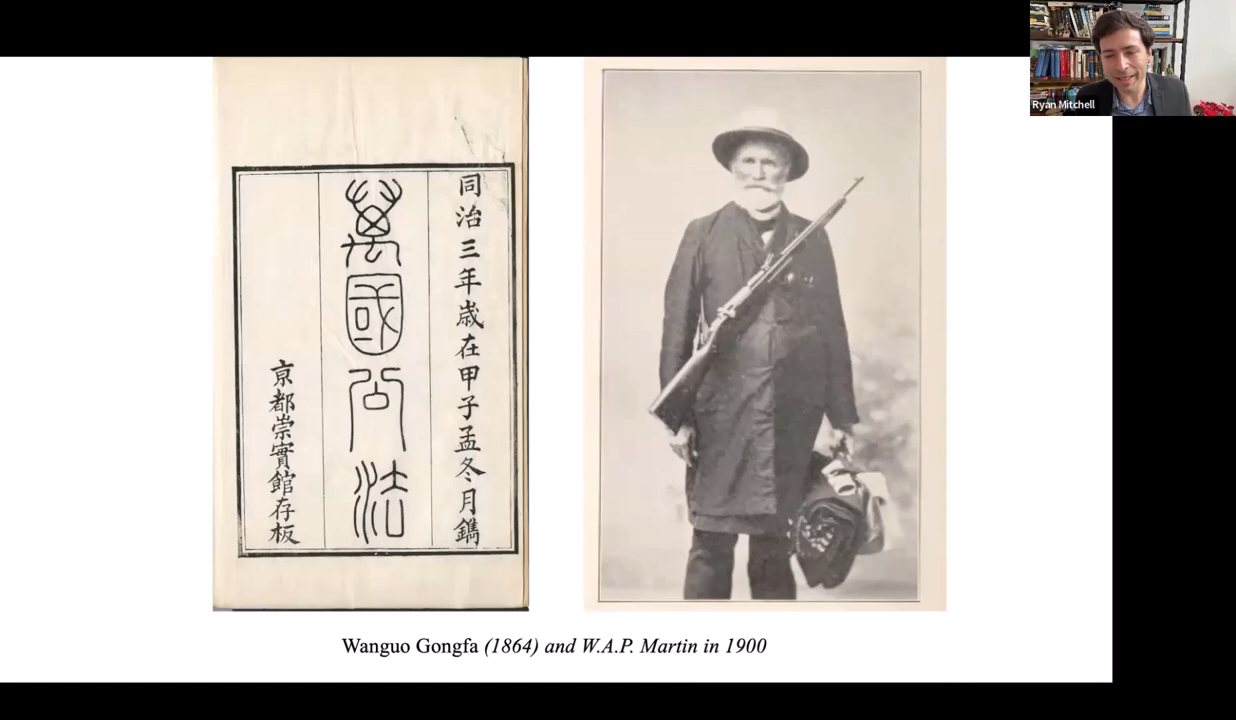 Ryan Mitchell
同治三年歳在甲子孟冬月鐫
萬國公法
京都崇實館存板
Wanguo Gongfa (1864) and W.A.P. Martin in 1900